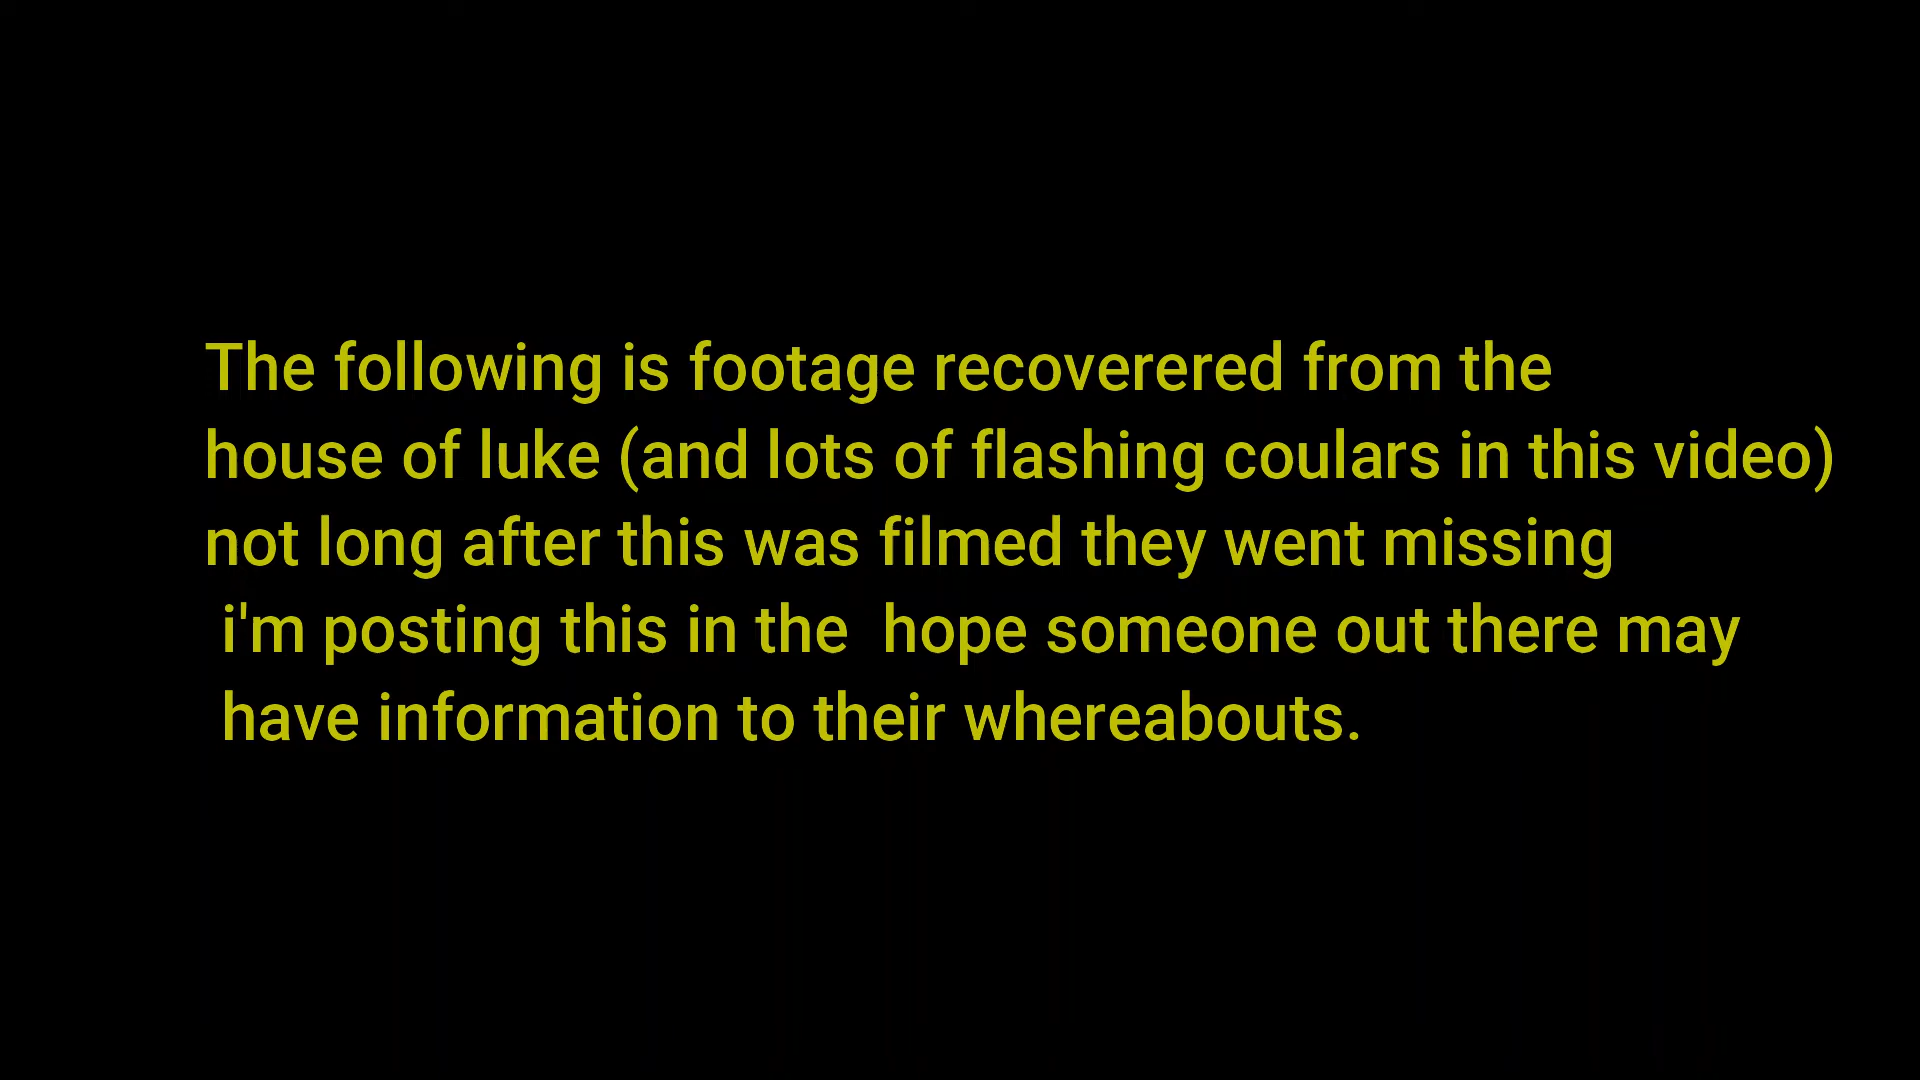 The following is footage recoverered from the
house of luke (and lots of flashing coulars in this video)
not long after this was filmed they went missing
i'm posting this in the  hope someone out there may
have information to their whereabouts.